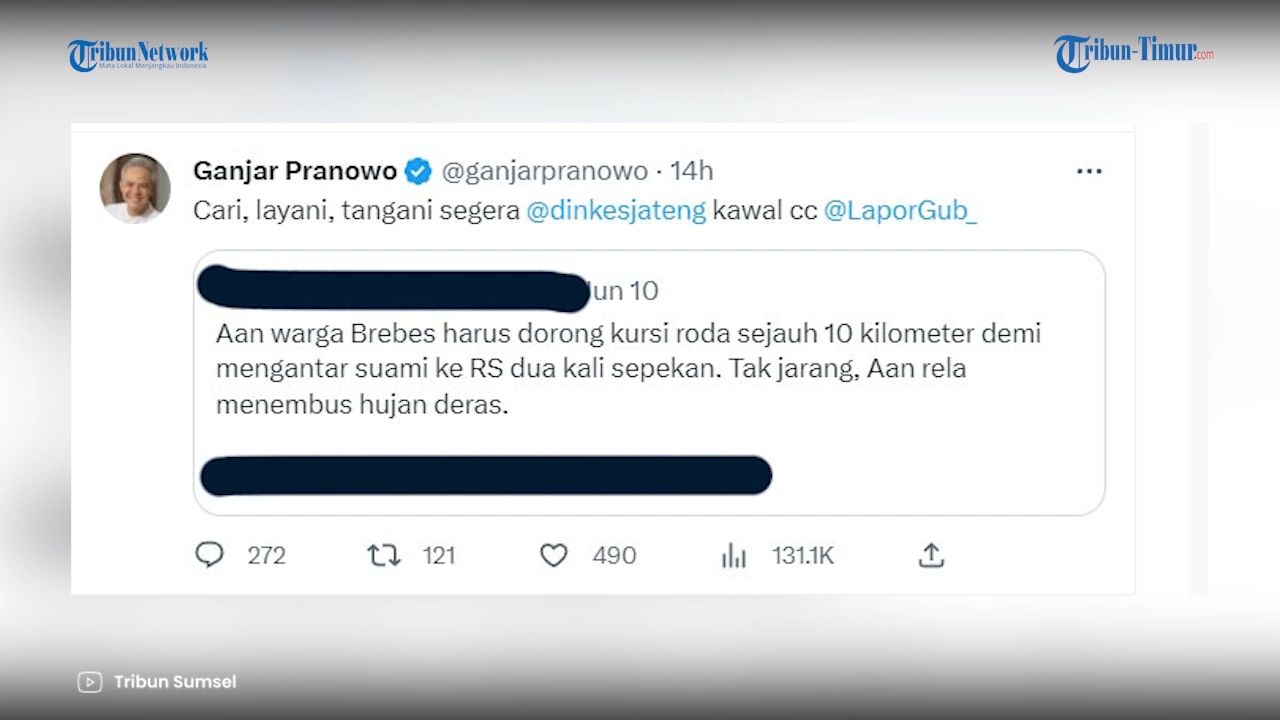 Tribun Network
Mata Lokal Menjangkau Indonesia
Tribun-Timur.com
Ganjar Pranowo @ganjarpranowo · 14h
Cari, layani, tangani segera @dinkesjateng kawal cc @LaporGub_
Jun 10
Aan warga Brebes harus dorong kursi roda sejauh 10 kilometer demi
mengantar suami ke RS dua kali sepekan. Tak jarang, Aan rela
menembus hujan deras.
272 121 490 131.1K
Tribun Sumsel